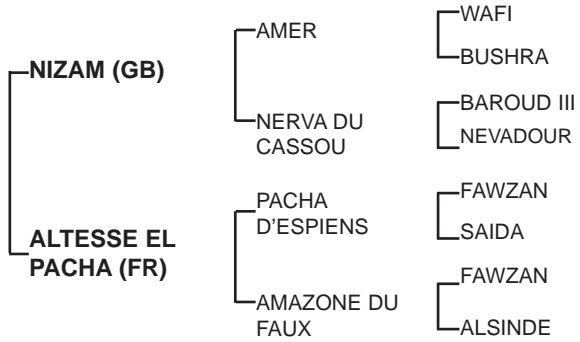 WAFI
AMER
BUSHRA
NIZAM (GB)
BAROUD III
NERVA DU
CASSOU
NEVADOUR
PACHA
D'ESPIENS
FAWZAN
SAIDA
ALTESSE EL
PACHA (FR)
FAWZAN
AMAZONE DU
FAUX
ALSINDE